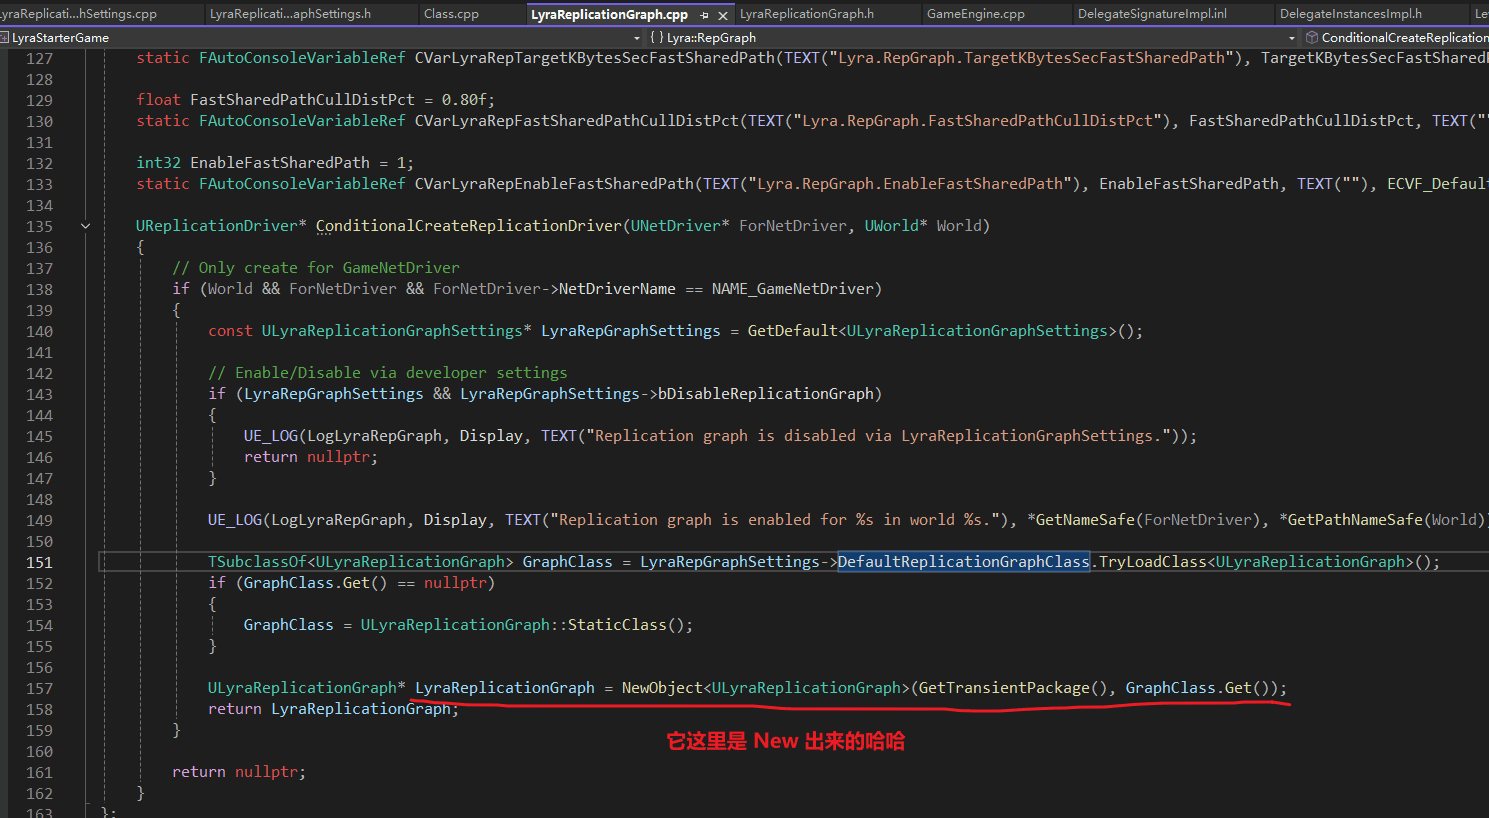 LyraReplicati...hSettings.cpp LyraReplicati...aphSettings.h Class.cpp LyraReplicationGraph.cpp LyraReplicationGraph.h GameEngine.cpp DelegateSignatureImpl.inl DelegateInstancesImpl.h Le
LyraStarterGame {} Lyra::RepGraph ConditionalCreateReplication
127 static FAutoConsoleVariableRef CVarLyraRepTargetKBytesSecFastSharedPath(TEXT("Lyra.RepGraph.TargetKBytesSecFastSharedPath"), TargetKBytesSecFastShared
128
129 float FastSharedPathCullDistPct = 0.80f;
130 static FAutoConsoleVariableRef CVarLyraRepFastSharedPathCullDistPct(TEXT("Lyra.RepGraph.FastSharedPathCullDistPct"), FastSharedPathCullDistPct, TEXT("
131
132 int32 EnableFastSharedPath = 1;
133 static FAutoConsoleVariableRef CVarLyraRepEnableFastSharedPath(TEXT("Lyra.RepGraph.EnableFastSharedPath"), EnableFastSharedPath, TEXT(""), ECVF_Defaul
134
135 UReplicationDriver* ConditionalCreateReplicationDriver(UNetDriver* ForNetDriver, UWorld* World)
136 {
137 // Only create for GameNetDriver
138 if (World && ForNetDriver && ForNetDriver->NetDriverName == NAME_GameNetDriver)
139 {
140 const ULyraReplicationGraphSettings* LyraRepGraphSettings = GetDefault<ULyraReplicationGraphSettings>();
141
142 // Enable/Disable via developer settings
143 if (LyraRepGraphSettings && LyraRepGraphSettings->bDisableReplicationGraph)
144 {
145 UE_LOG(LogLyraRepGraph, Display, TEXT("Replication graph is disabled via LyraReplicationGraphSettings."));
146 return nullptr;
147 }
148
149 UE_LOG(LogLyraRepGraph, Display, TEXT("Replication graph is enabled for %s in world %s."), *GetNameSafe(ForNetDriver), *GetPathNameSafe(World)
150
151 TSubclassOf<ULyraReplicationGraph> GraphClass = LyraRepGraphSettings->DefaultReplicationGraphClass.TryLoadClass<ULyraReplicationGraph>();
152 if (GraphClass.Get() == nullptr)
153 {
154 GraphClass = ULyraReplicationGraph::StaticClass();
155 }
156
157 ULyraReplicationGraph* LyraReplicationGraph = NewObject<ULyraReplicationGraph>(GetTransientPackage(), GraphClass.Get());
158 return LyraReplicationGraph;
159 }
它这里是 New 出来的哈哈
160
161 return nullptr;
162 }
163 };